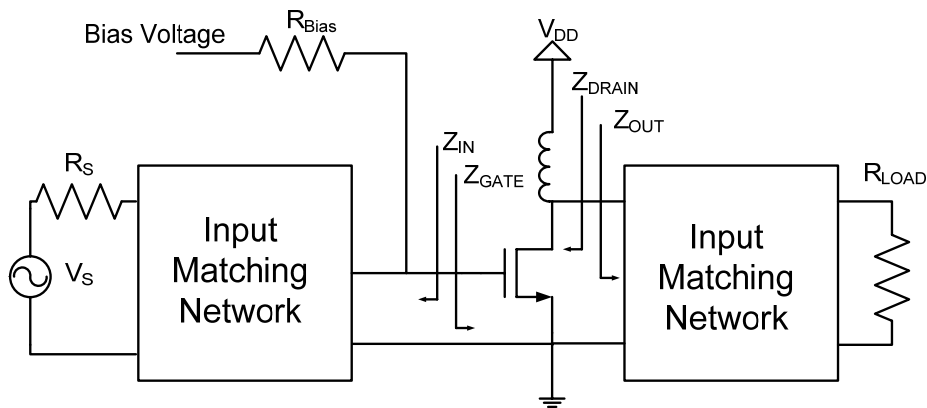 Bias Voltage
R_Bias
V_DD
Z_DRAIN
Z_OUT
Z_IN
Z_GATE
R_S
V_S
Input
Matching
Network
Input
Matching
Network
R_LOAD